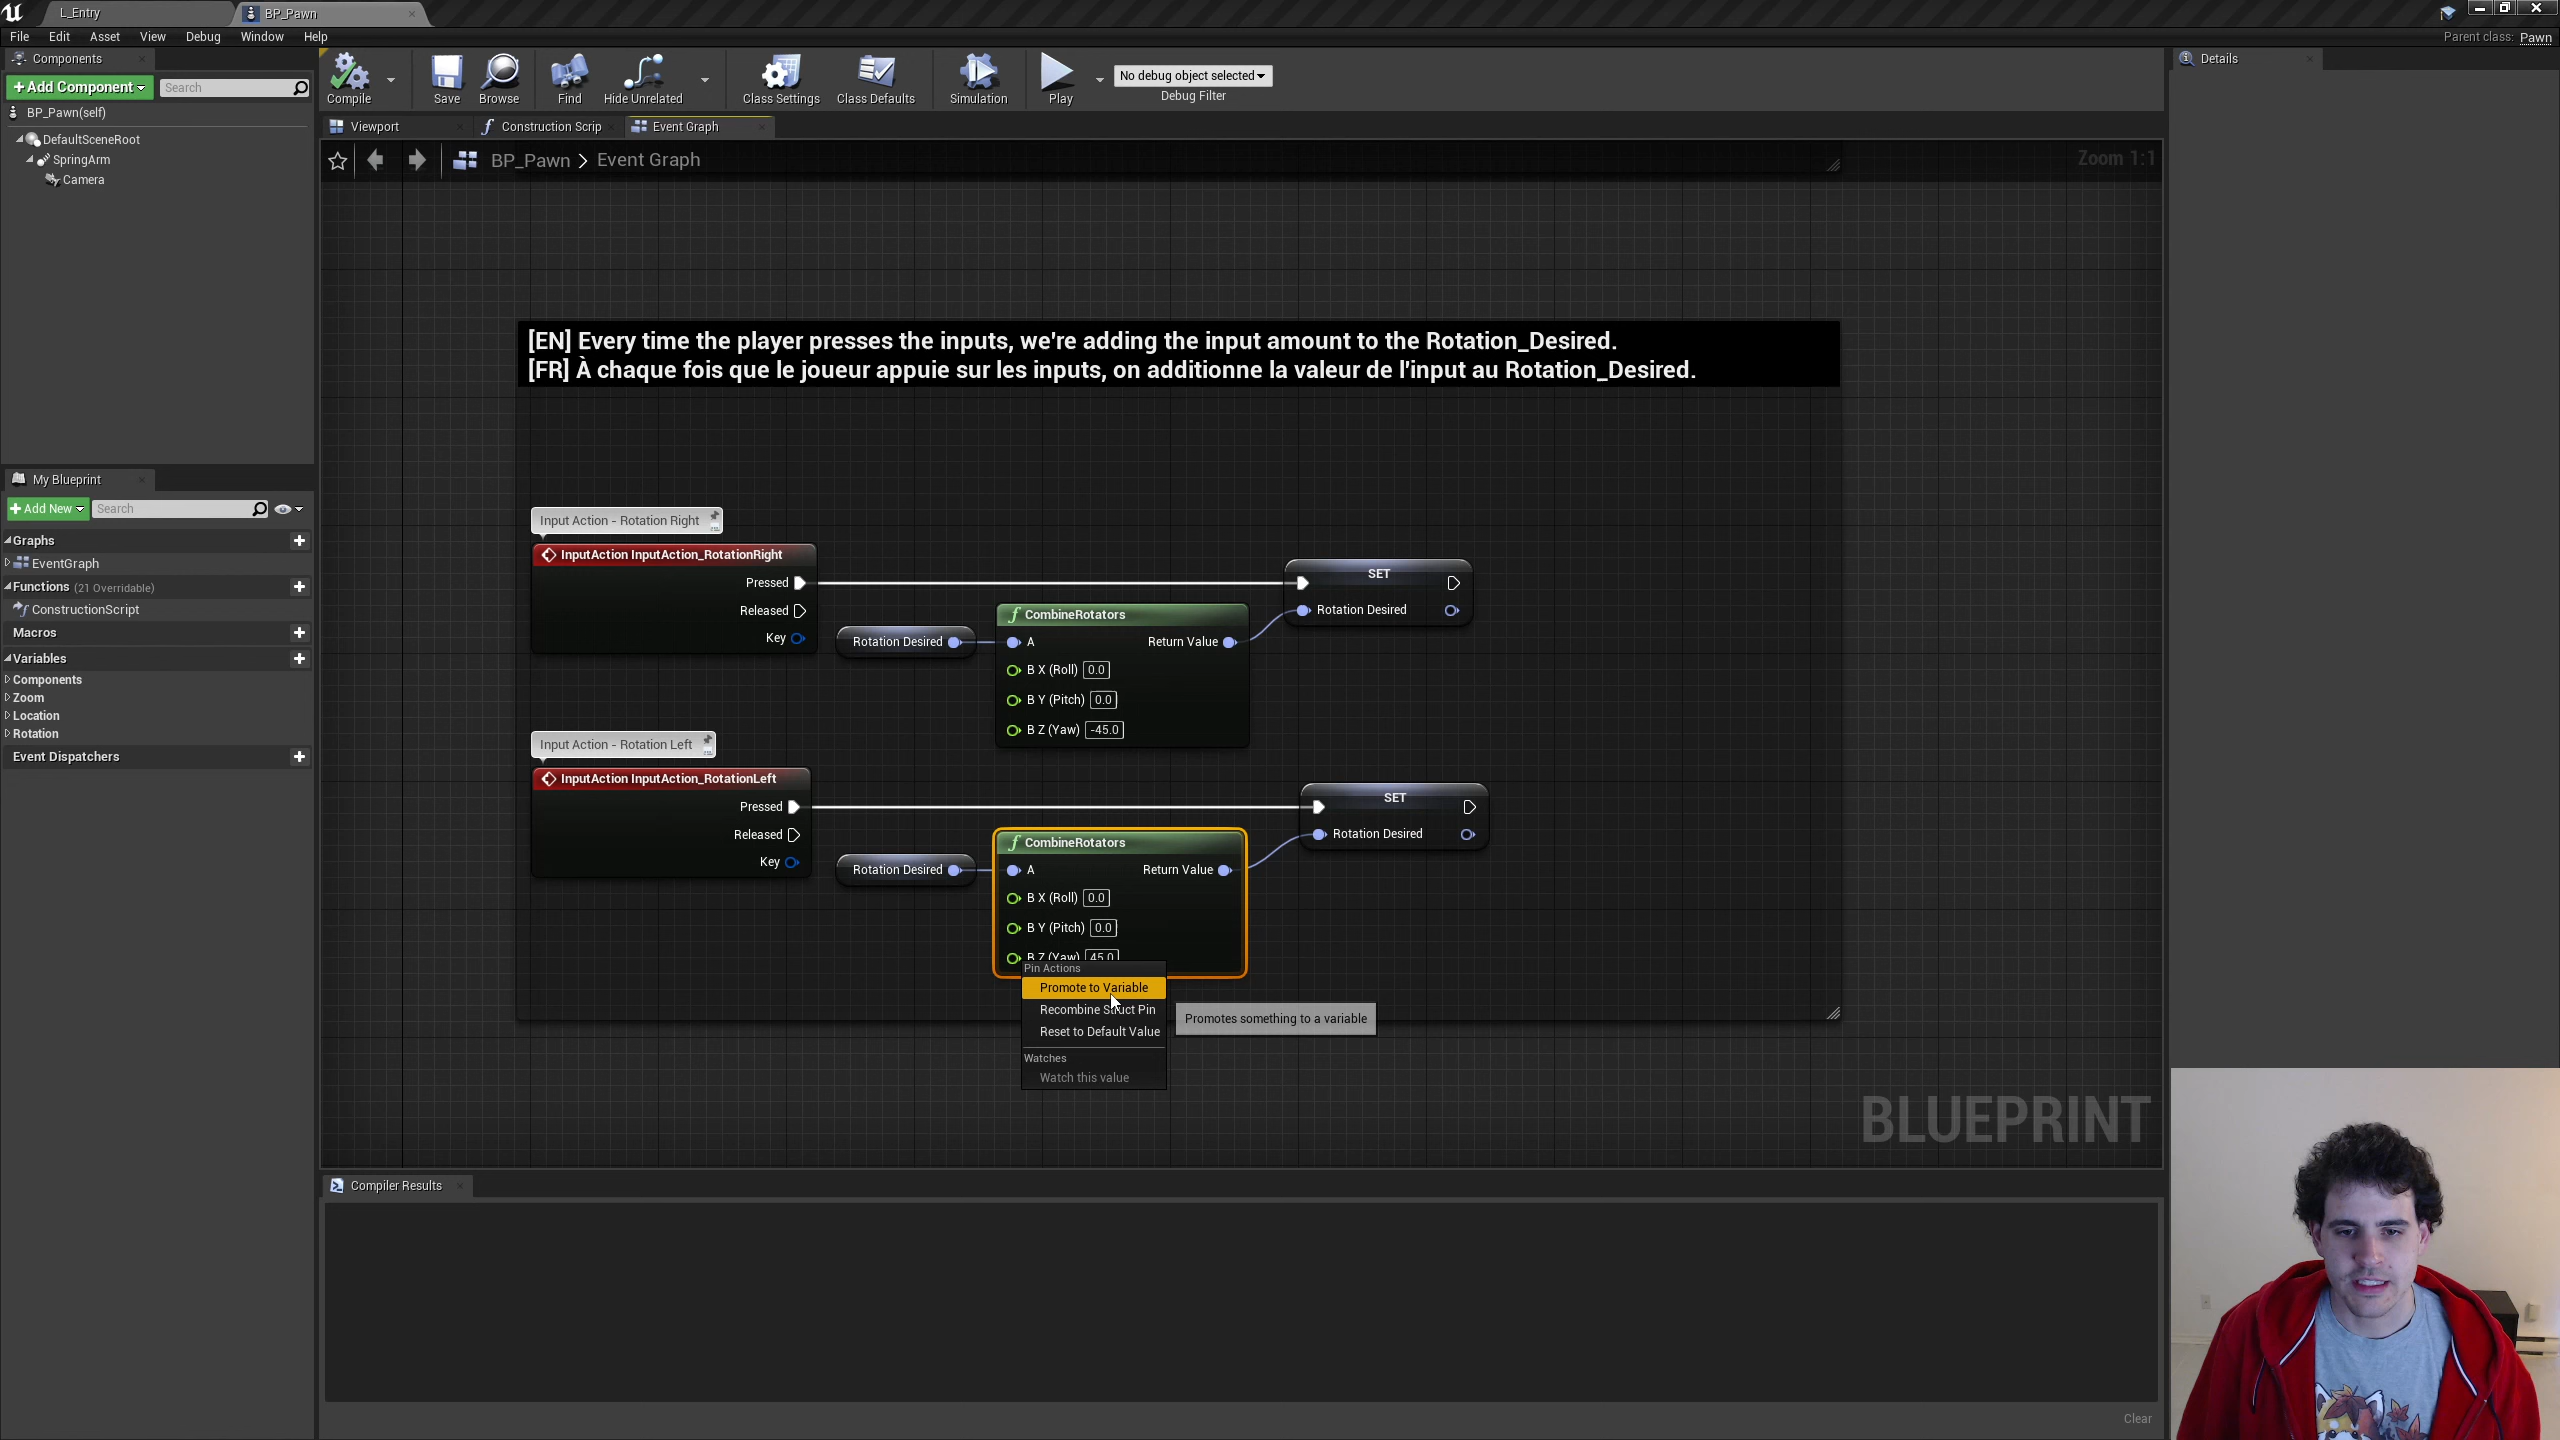 L_Entry
BP_Pawn
File Edit Asset View Debug Window Help
Parent class: Pawn
Components
Add Component
Search
BP_Pawn(self)
DefaultSceneRoot
SpringArm
Camera
Compile
Save
Browse
Find
Hide Unrelated
Class Settings
Class Defaults
Simulation
Play
No debug object selected
Debug Filter
Details
Viewport
Construction Scrip
Event Graph
BP_Pawn > Event Graph
Zoom 1:1
[EN] Every time the player presses the inputs, we're adding the input amount to the Rotation_Desired.
[FR] À chaque fois que le joueur appuie sur les inputs, on additionne la valeur de l'input au Rotation_Desired.
My Blueprint
Add New
Search
Graphs
EventGraph
Functions (21 Overridable)
ConstructionScript
Macros
Variables
Components
Zoom
Location
Rotation
Event Dispatchers
Input Action - Rotation Right
InputAction InputAction_RotationRight
Pressed
Released
Key
Rotation Desired
CombineRotators
A
Return Value
B X (Roll) 0.0
B Y (Pitch) 0.0
B Z (Yaw) -45.0
SET
Rotation Desired
Input Action - Rotation Left
InputAction InputAction_RotationLeft
Pressed
Released
Key
Rotation Desired
CombineRotators
A
Return Value
B X (Roll) 0.0
B Y (Pitch) 0.0
B Z (Yaw) 45.0
SET
Rotation Desired
Pin Actions
Promote to Variable
Recombine Struct Pin
Reset to Default Value
Watches
Watch this value
Promotes something to a variable
BLUEPRINT
Compiler Results
Clear